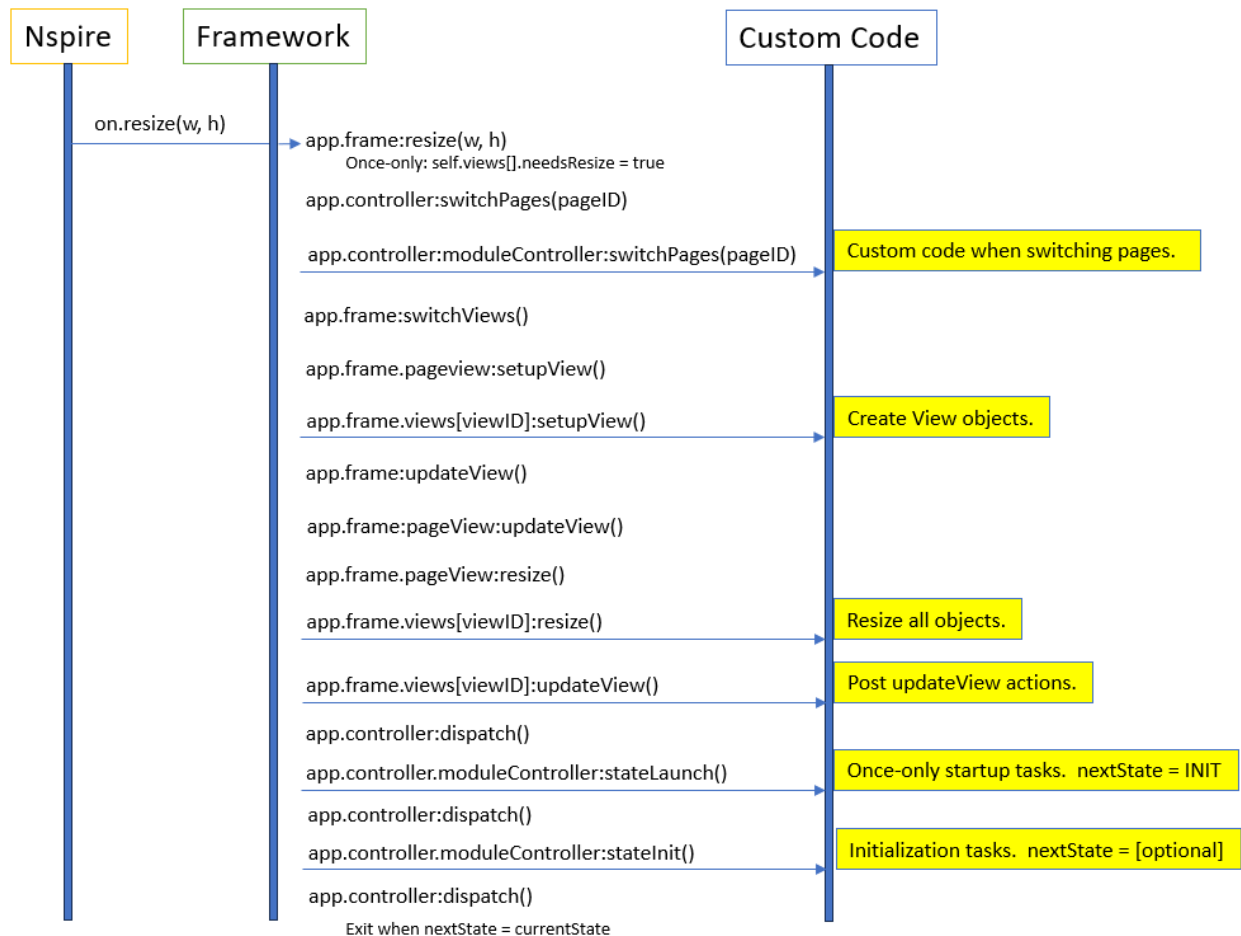 Nspire
Framework
Custom Code
on.resize(w, h)
app.frame:resize(w, h)
Once-only: self.views[].needsResize = true
app.controller:switchPages(pageID)
app.controller:moduleController:switchPages(pageID)
Custom code when switching pages.
app.frame:switchViews()
app.frame.pageview:setupView()
app.frame.views[viewID]:setupView()
Create View objects.
app.frame:updateView()
app.frame:pageView:updateView()
app.frame.pageView:resize()
app.frame.views[viewID]:resize()
Resize all objects.
app.frame.views[viewID]:updateView()
Post updateView actions.
app.controller:dispatch()
app.controller.moduleController:stateLaunch()
Once-only startup tasks.  nextState = INIT
app.controller:dispatch()
app.controller.moduleController:stateInit()
Initialization tasks.  nextState = [optional]
app.controller:dispatch()
Exit when nextState = currentState